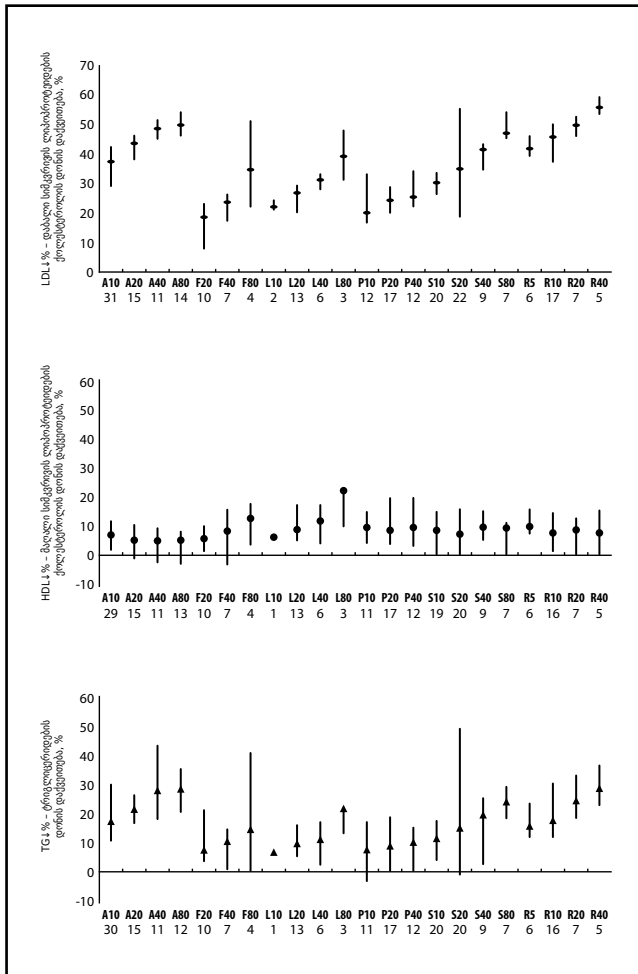 LDL↓% – დაბალი სიმკვრივის ლიპოპროტეიდების
ქოლესტეროლის დონის დაქვეითება, %
70
60
50
40
30
20
10
0
A10 A20 A40 A80 F20 F40 F80 L10 L20 L40 L80 P10 P20 P40 S10 S20 S40 S80 R5 R10 R20 R40
31 15 11 14 10 7 4 2 13 6 3 12 17 12 20 22 9 7 6 17 7 5
HDL↓% – მაღალი სიმკვრივის ლიპოპროტეიდების
ქოლესტეროლის დონის დაქვეითება, %
60
50
40
30
20
10
0
-10
A10 A20 A40 A80 F20 F40 F80 L10 L20 L40 L80 P10 P20 P40 S10 S20 S40 S80 R5 R10 R20 R40
29 15 11 13 10 7 4 1 13 6 3 11 17 12 19 20 9 7 6 16 7 5
TG↓% – ტრიგლიცერიდების
დონის დაქვეითება, %
60
50
40
30
20
10
0
-10
A10 A20 A40 A80 F20 F40 F80 L10 L20 L40 L80 P10 P20 P40 S10 S20 S40 S80 R5 R10 R20 R40
30 15 11 12 10 7 4 1 13 6 3 11 17 12 20 20 9 7 6 16 7 5